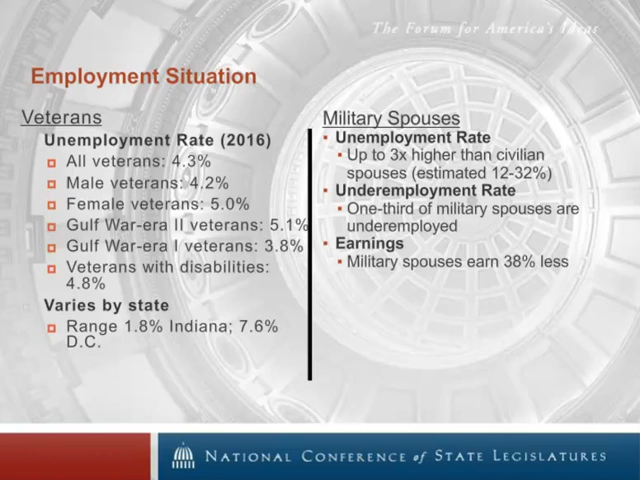 The Forum for America's Ideas
Employment Situation
Veterans
Unemployment Rate (2016)
All veterans: 4.3%
Male veterans: 4.2%
Female veterans: 5.0%
Gulf War-era II veterans: 5.1%
Gulf War-era I veterans: 3.8%
Veterans with disabilities:
4.8%
Varies by state
Range 1.8% Indiana; 7.6%
D.C.
Military Spouses
Unemployment Rate
Up to 3x higher than civilian
spouses (estimated 12-32%)
Underemployment Rate
One-third of military spouses are
underemployed
Earnings
Military spouses earn 38% less
NATIONAL CONFERENCE of STATE LEGISLATURES